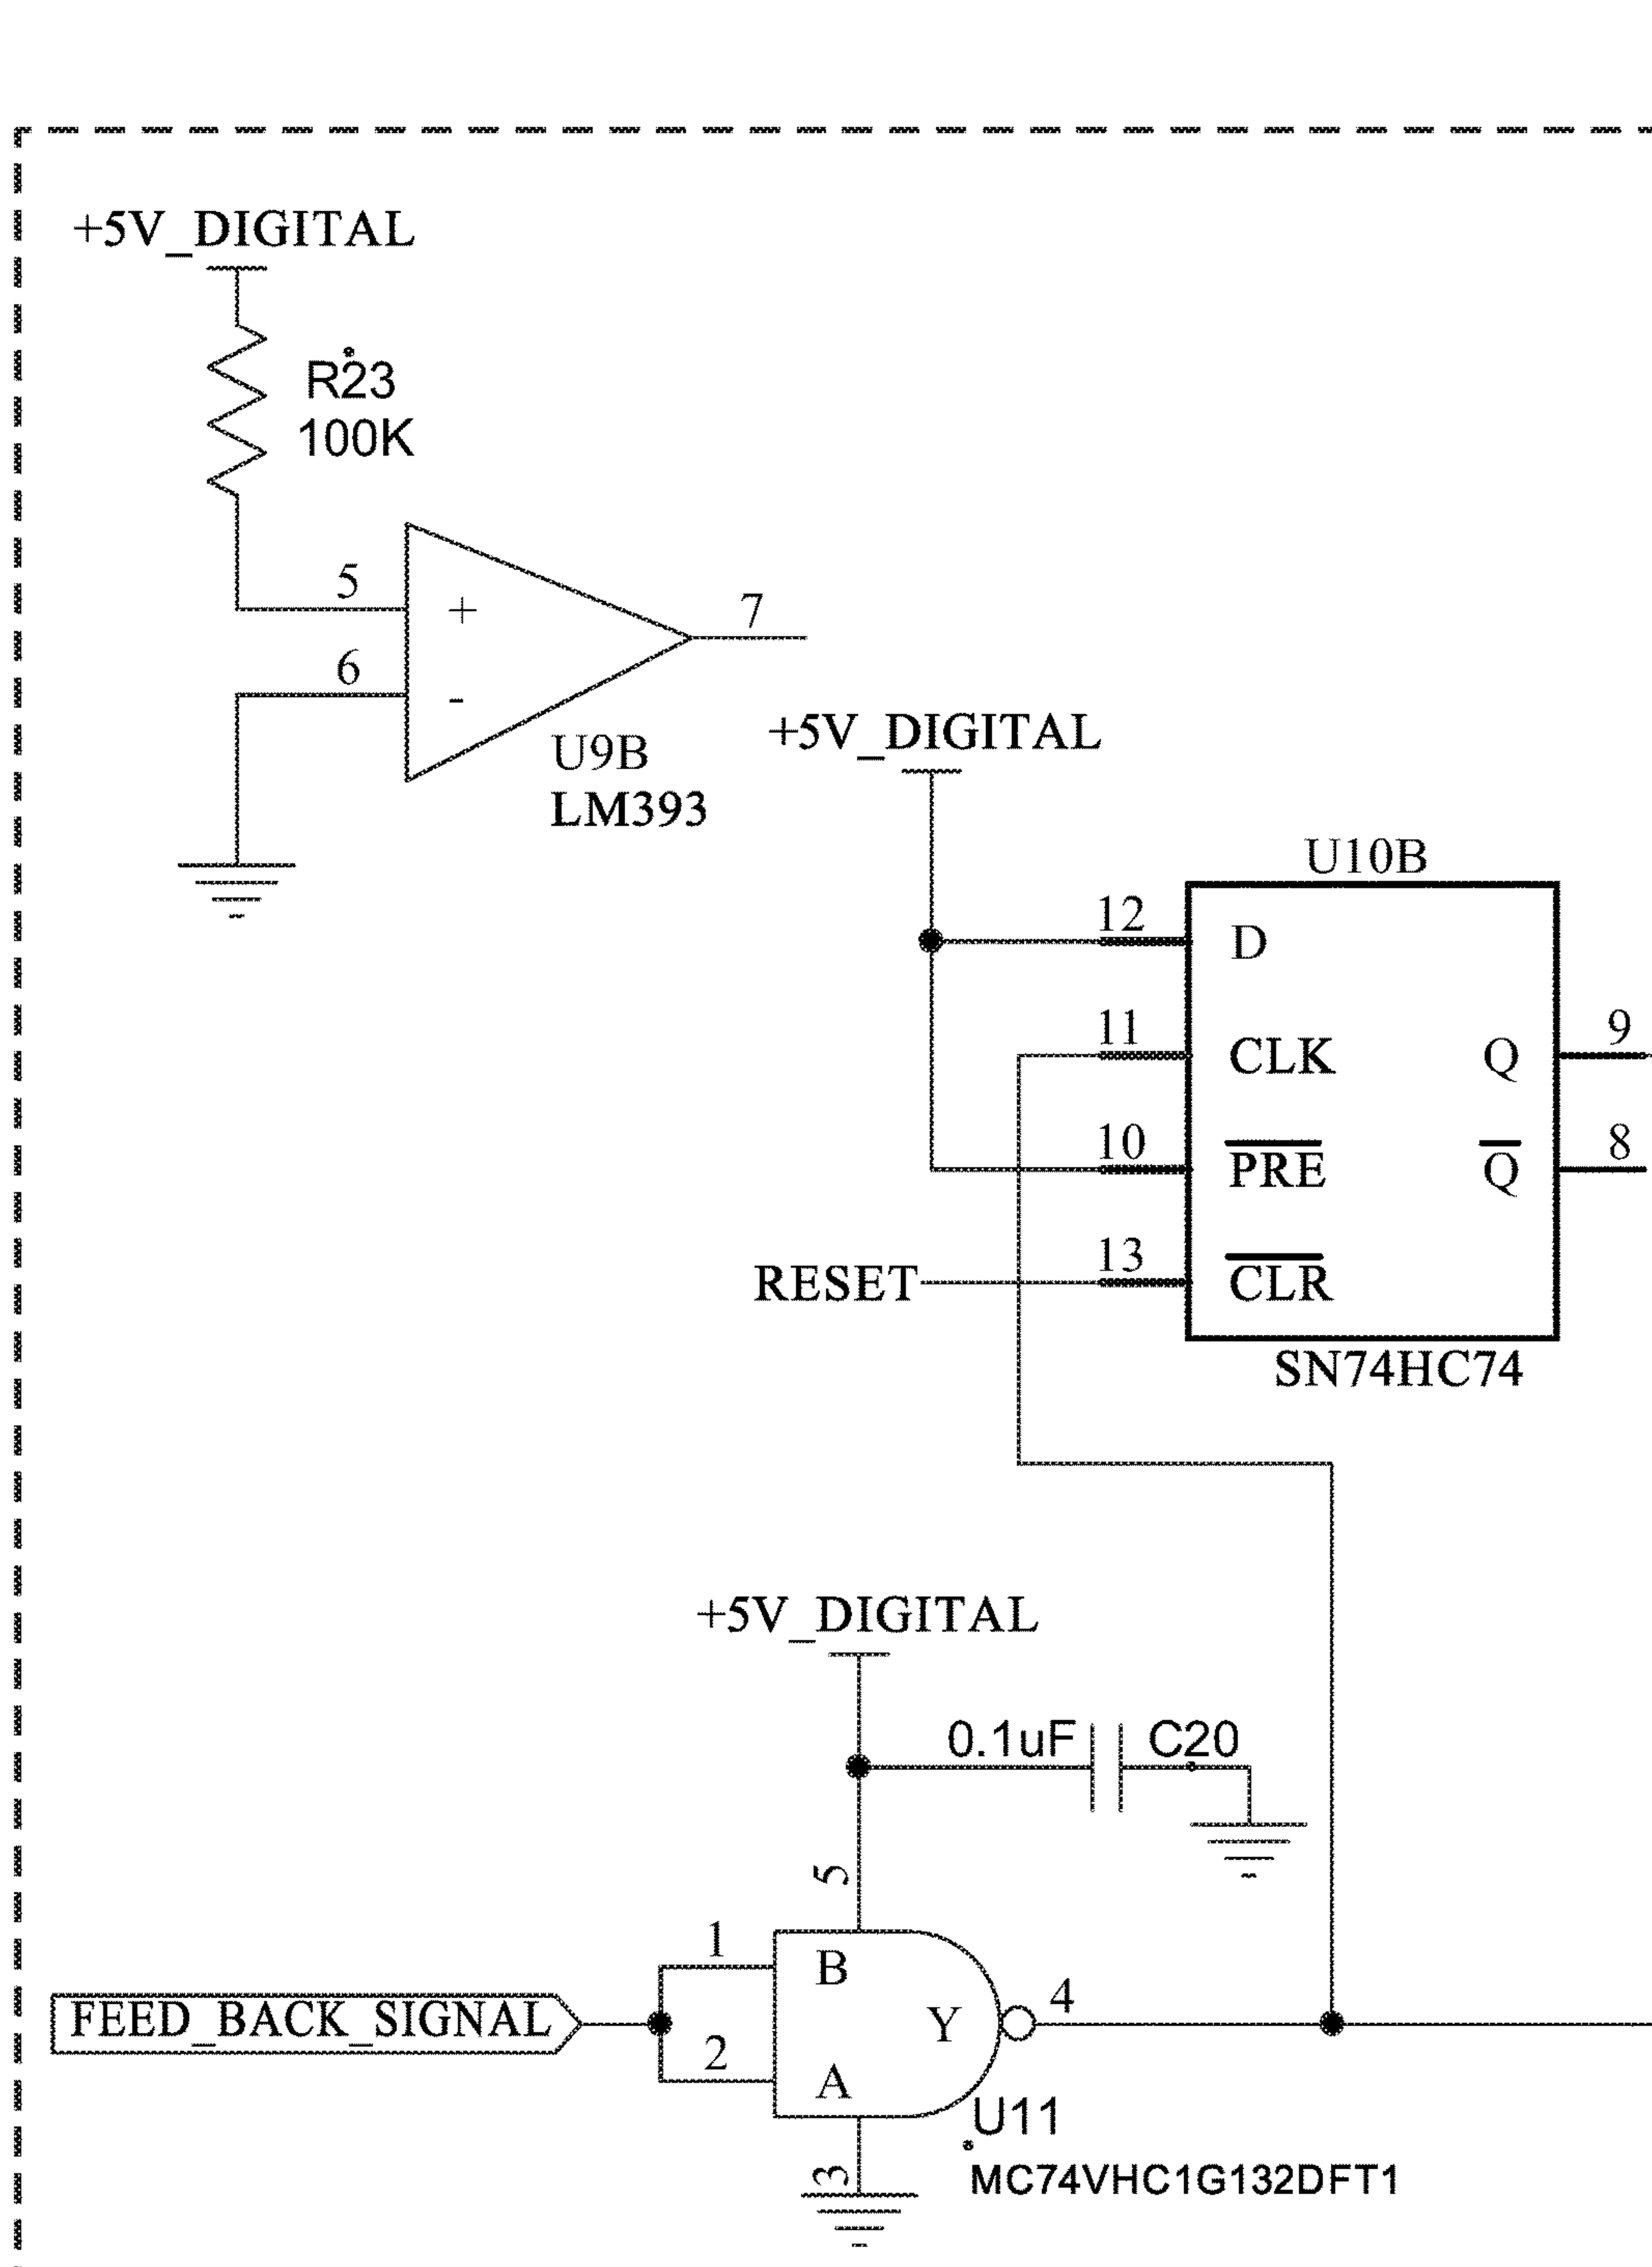 +5V_DIGITAL
R23
100K
5
+
7
6
-
U9B
LM393
+5V_DIGITAL
U10B
12
D
11
CLK
Q
9
10
PRE
Q
8
13
RESET
CLR
SN74HC74
+5V_DIGITAL
0.1uF
C20
5
1
B
FEED_BACK_SIGNAL
Y
4
2
A
U11
3
MC74VHC1G132DFT1